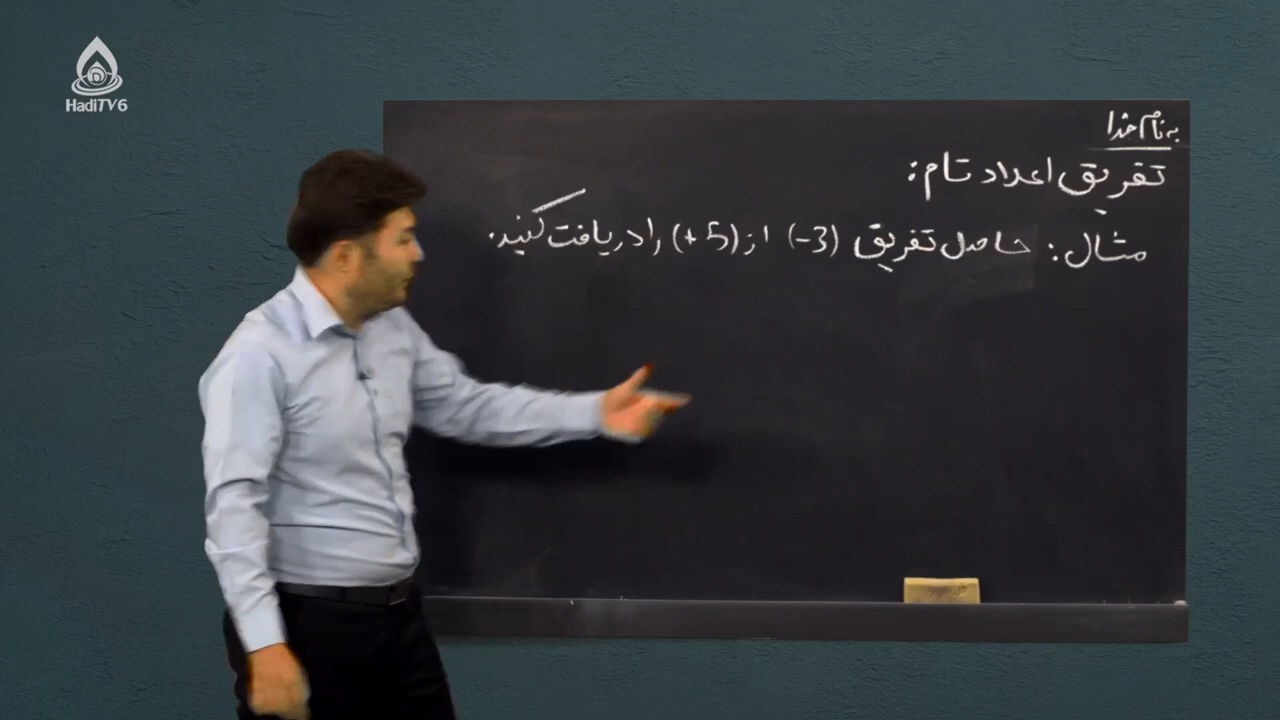 HadiTV6
به نام خدا
تفریق اعداد تام:
مثال: حاصل تفریق (-3) از (+5) را دریافت کنید.